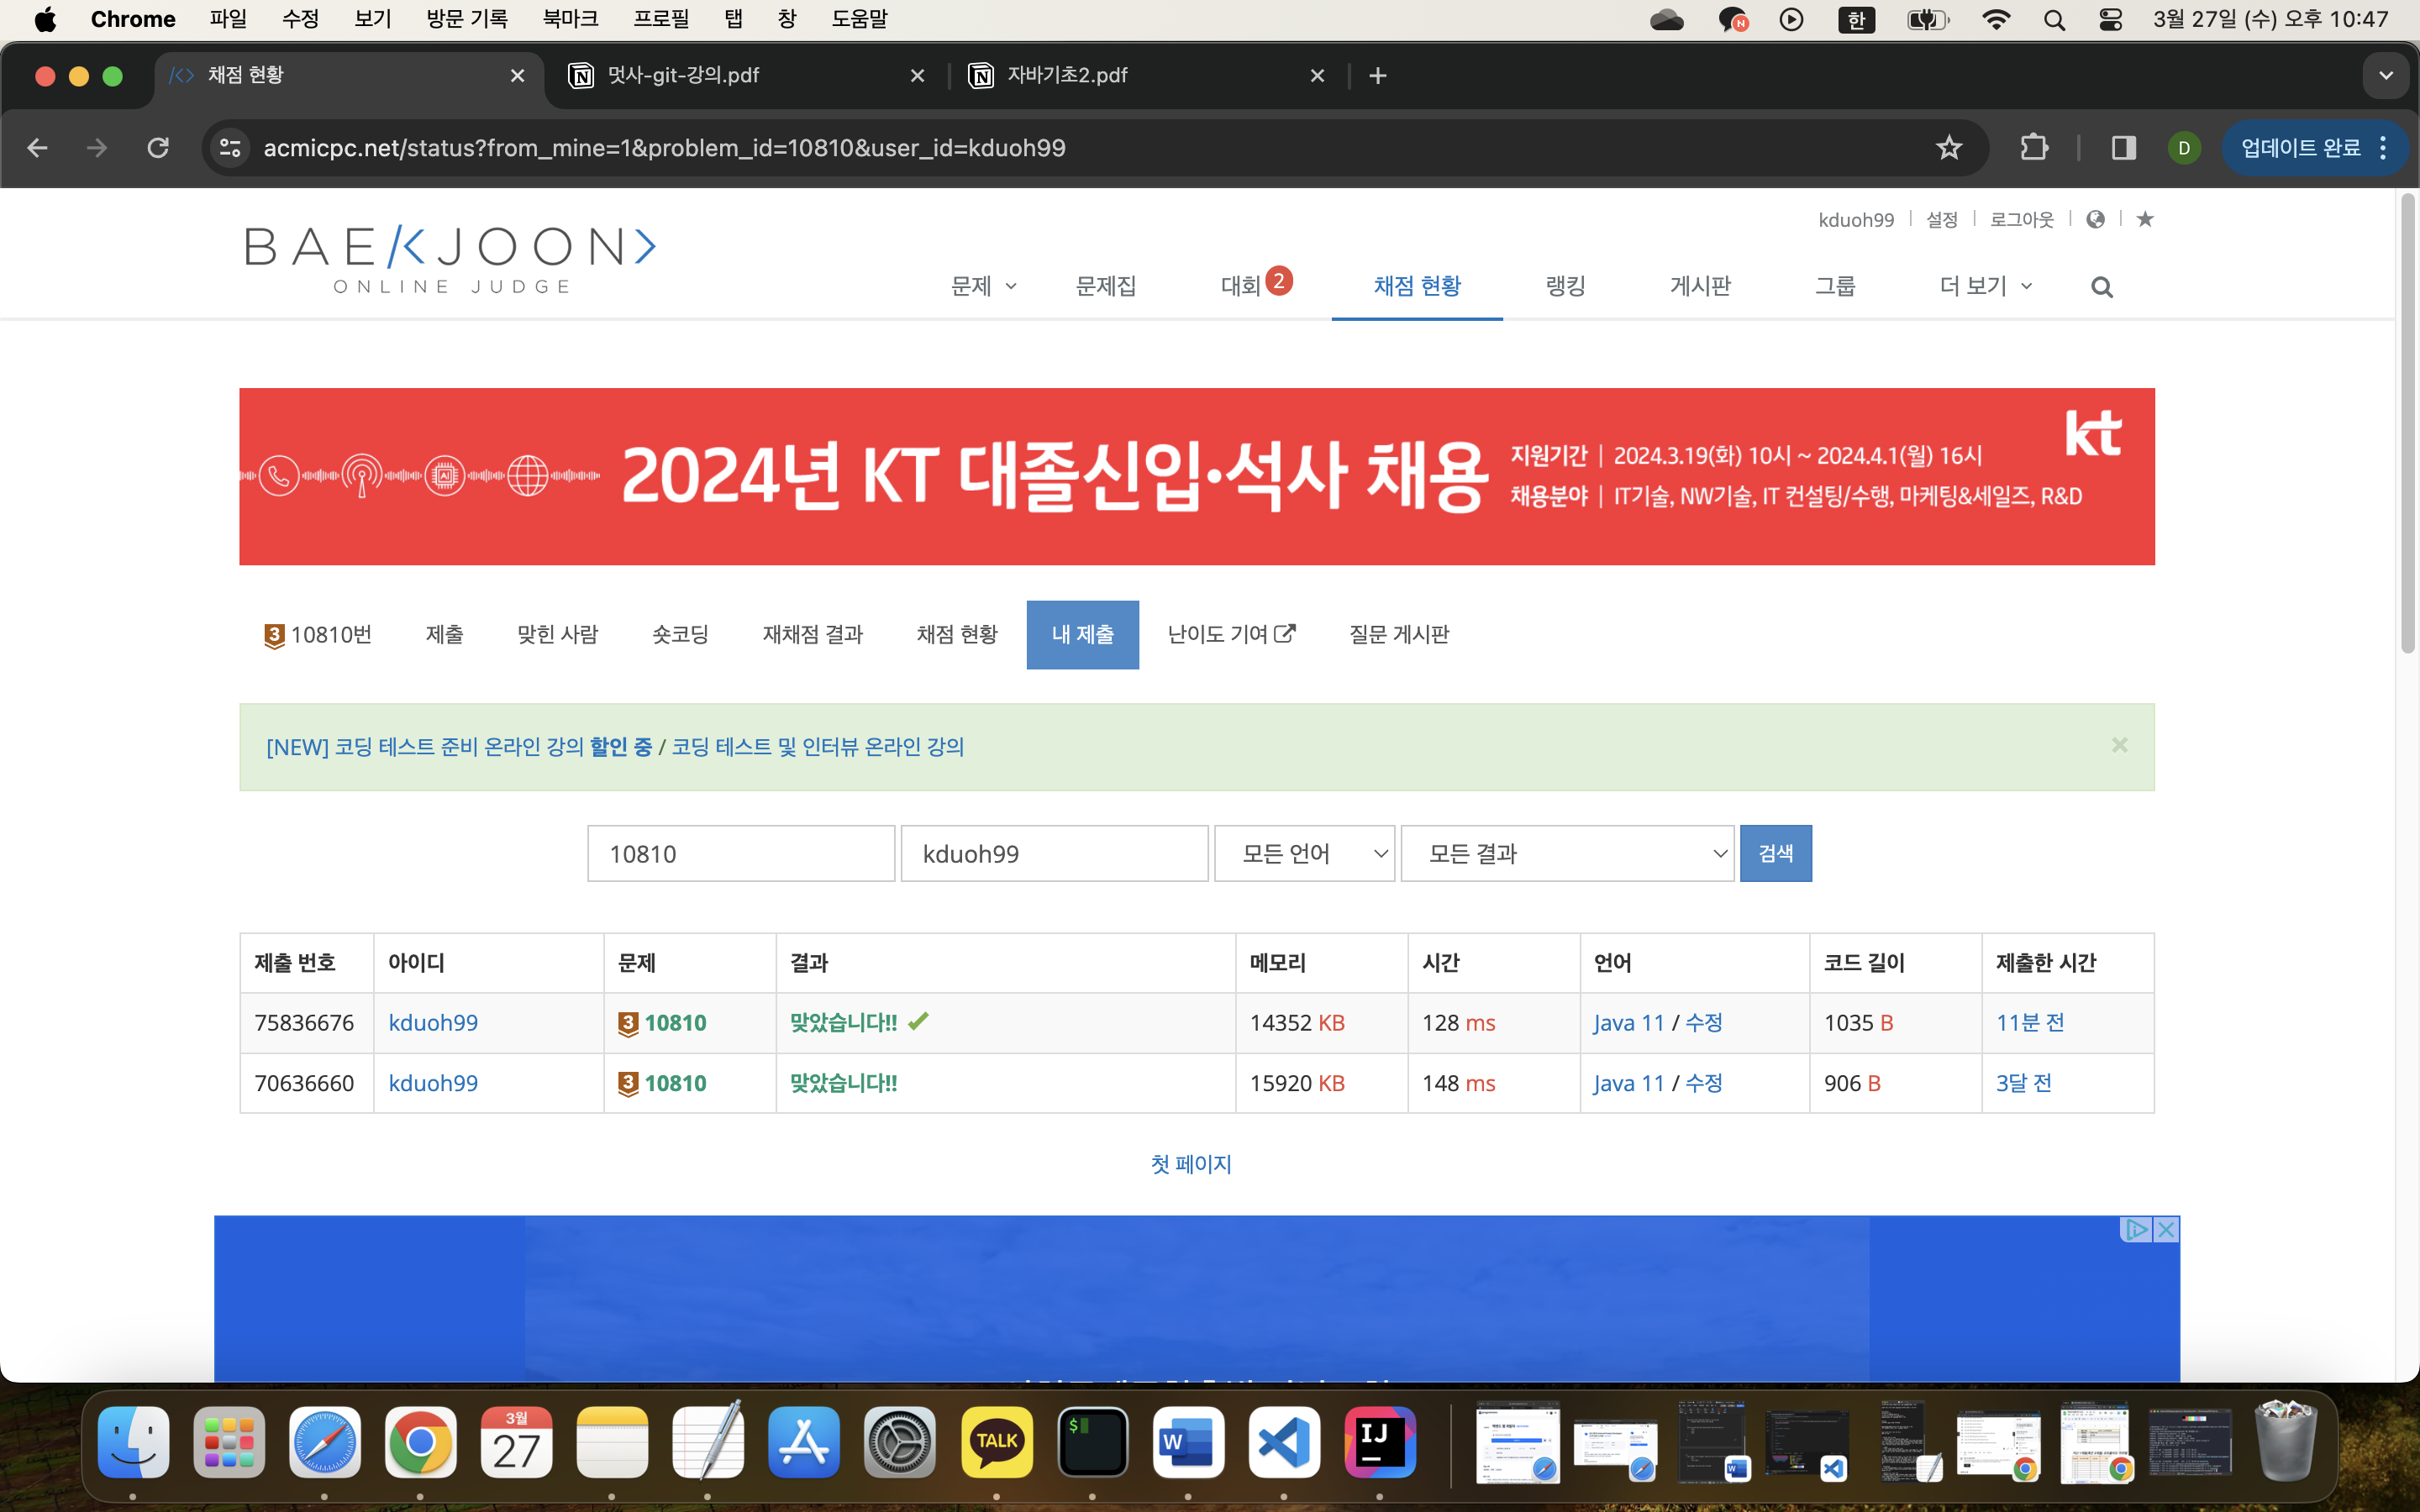 Chrome 파일 수정 보기 방문 기록 북마크 프로필 탭 창 도움말 한 3월 27일 (수) 오후 10:47
채점 현황 멋사-git-강의.pdf 자바기초2.pdf
acmicpc.net/status?from_mine=1&problem_id=10810&user_id=kduoh99 D 업데이트 완료
kduoh99 설정 로그아웃
BAEKJOON>
ONLINE JUDGE
문제 문제집 대회 2 채점 현황 랭킹 게시판 그룹 더 보기
kt
2024년 KT 대졸신입·석사 채용
지원기간 | 2024.3.19(화) 10시 ~ 2024.4.1(월) 16시
채용분야 | IT기술, NW기술, IT 컨설팅/수행, 마케팅&세일즈, R&D
3 10810번 제출 맞힌 사람 숏코딩 재채점 결과 채점 현황 내 제출 난이도 기여 질문 게시판
[NEW] 코딩 테스트 준비 온라인 강의 할인 중 / 코딩 테스트 및 인터뷰 온라인 강의 ×
10810 kduoh99 모든 언어 모든 결과 검색
제출 번호 아이디 문제 결과 메모리 시간 언어 코드 길이 제출한 시간
75836676 kduoh99 3 10810 맞았습니다!! 14352 KB 128 ms Java 11 / 수정 1035 B 11분 전
70636660 kduoh99 3 10810 맞았습니다!! 15920 KB 148 ms Java 11 / 수정 906 B 3달 전
첫 페이지
3월
27
TALK
$
W
IJ